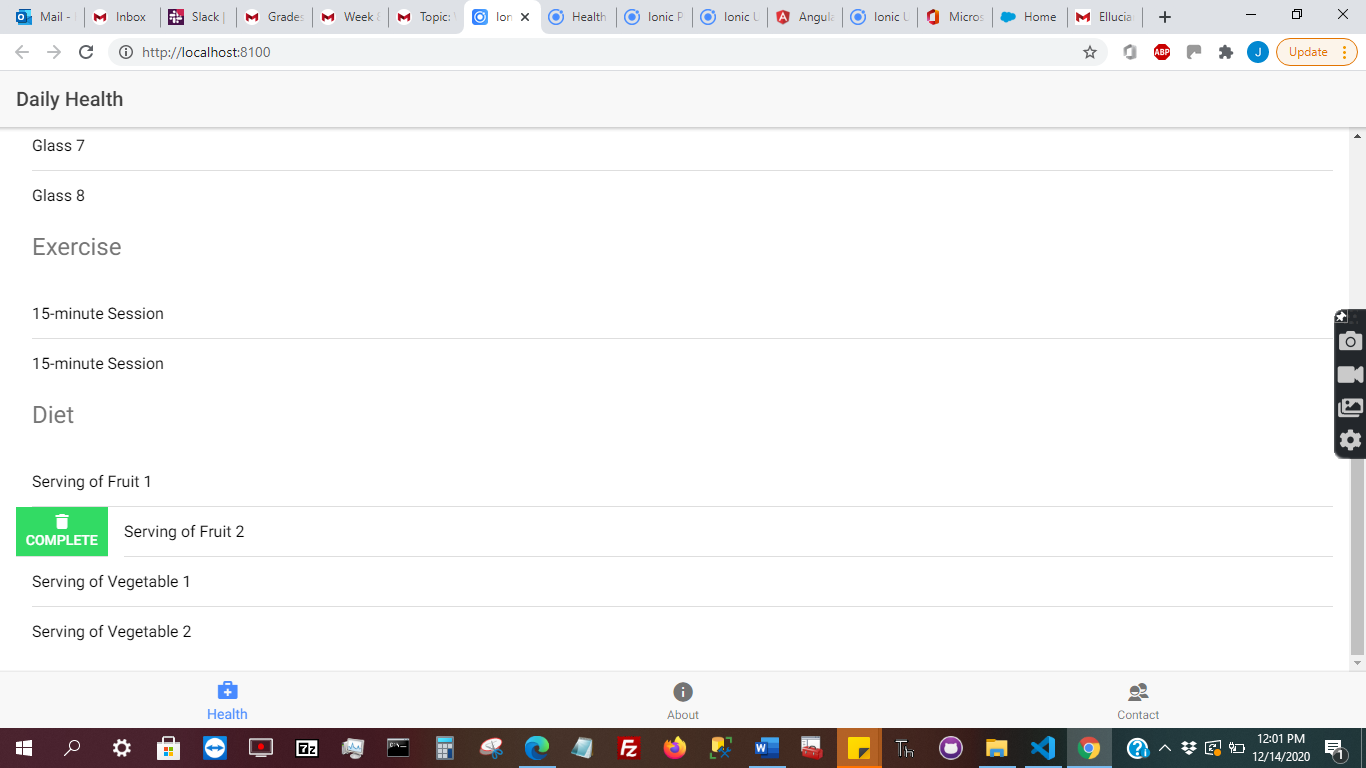 Mail -
Inbox
Slack |
Grades
Week
Topic:
Ion
Health
Ionic P
Ionic U
Angula
Ionic U
Micros
Home
Ellucia
http://localhost:8100
ABP
J
Update
Daily Health
Glass 7
Glass 8
Exercise
15-minute Session
15-minute Session
Diet
Serving of Fruit 1
COMPLETE
Serving of Fruit 2
Serving of Vegetable 1
Serving of Vegetable 2
Health
About
Contact
7z
Fz
Th
12:01 PM
12/14/2020
1